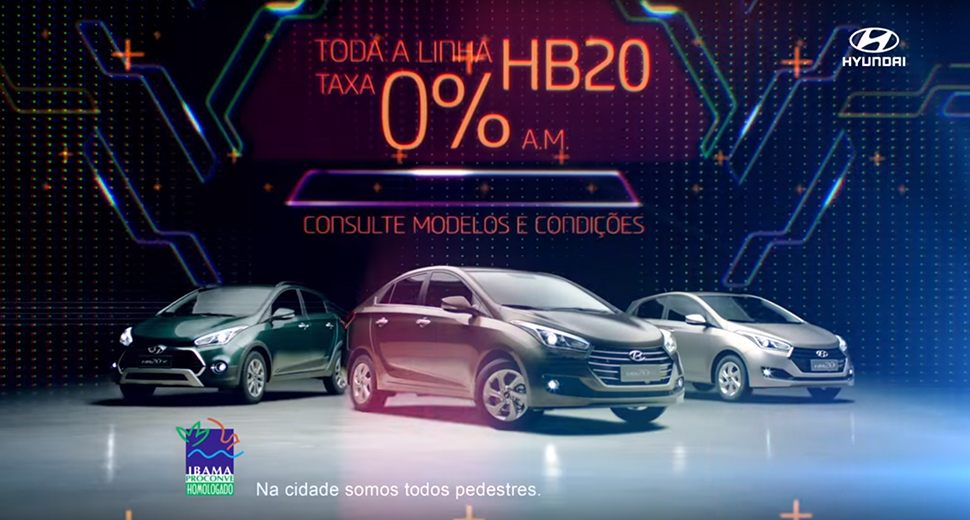 TODA A LINHA HB20
TAXA 0% A.M.
CONSULTE MODELOS E CONDIÇÕES
HYUNDAI
IBAMA
PROCONVE
HOMOLOGADO
Na cidade somos todos pedestres.